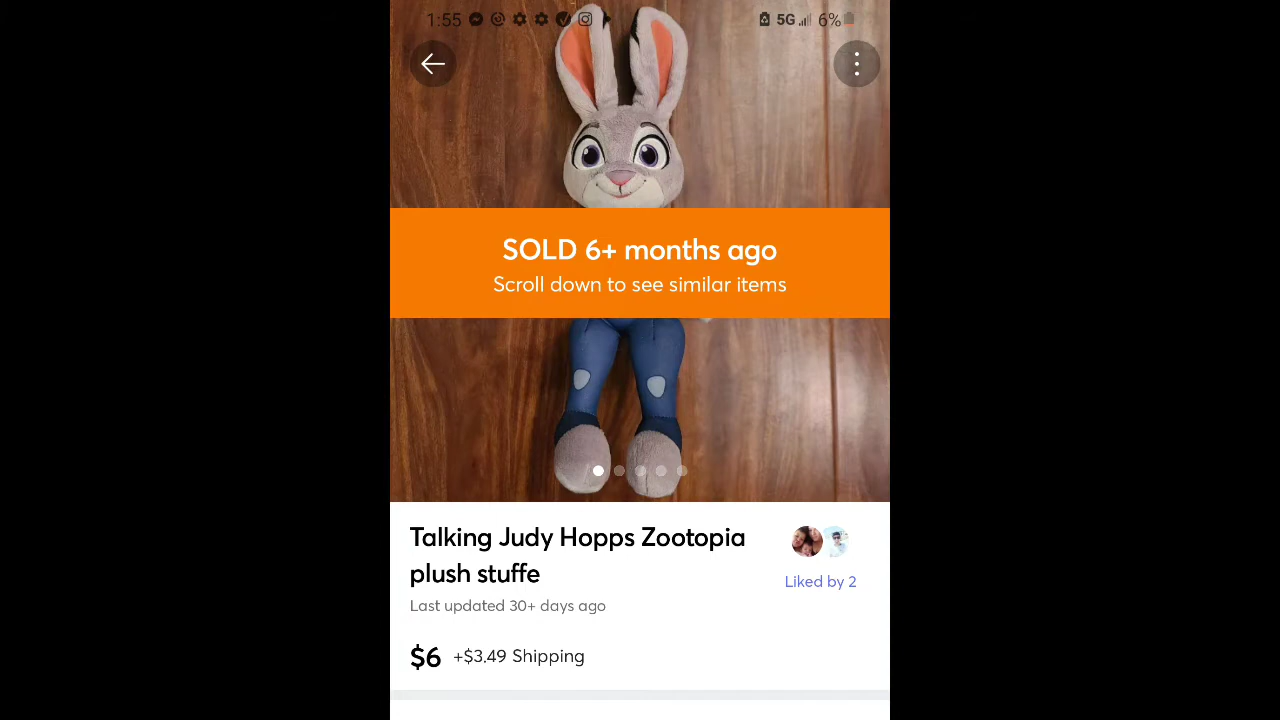 1:55
5G
6%
SOLD 6+ months ago
Scroll down to see similar items
Talking Judy Hopps Zootopia
plush stuffe
Liked by 2
Last updated 30+ days ago
$6 +$3.49 Shipping